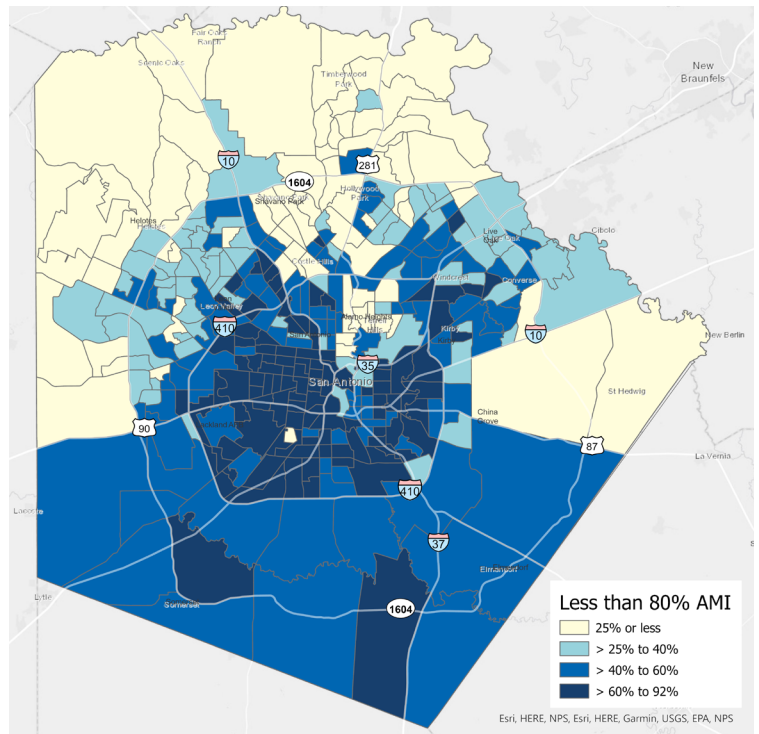 Fair Oaks
Ranch
Scenic Oaks
Timberwood
Park
New
Braunfels
10
281
1604
Hollywood
Park
Shavano Park
Helotes
Live
Oak
Cibolo
Castle Hills
Windcrest
Converse
Leon Valley
Alamo Heights
Terrell
Hills
410
Kirby
10
New Berlin
35
San Antonio
St Hedwig
China
Grove
90
87
La Vernia
Lacoste
410
37
Elmendorf
Lytle
Somerset
1604
Less than 80% AMI
25% or less
> 25% to 40%
> 40% to 60%
> 60% to 92%
Esri, HERE, NPS, Esri, HERE, Garmin, USGS, EPA, NPS